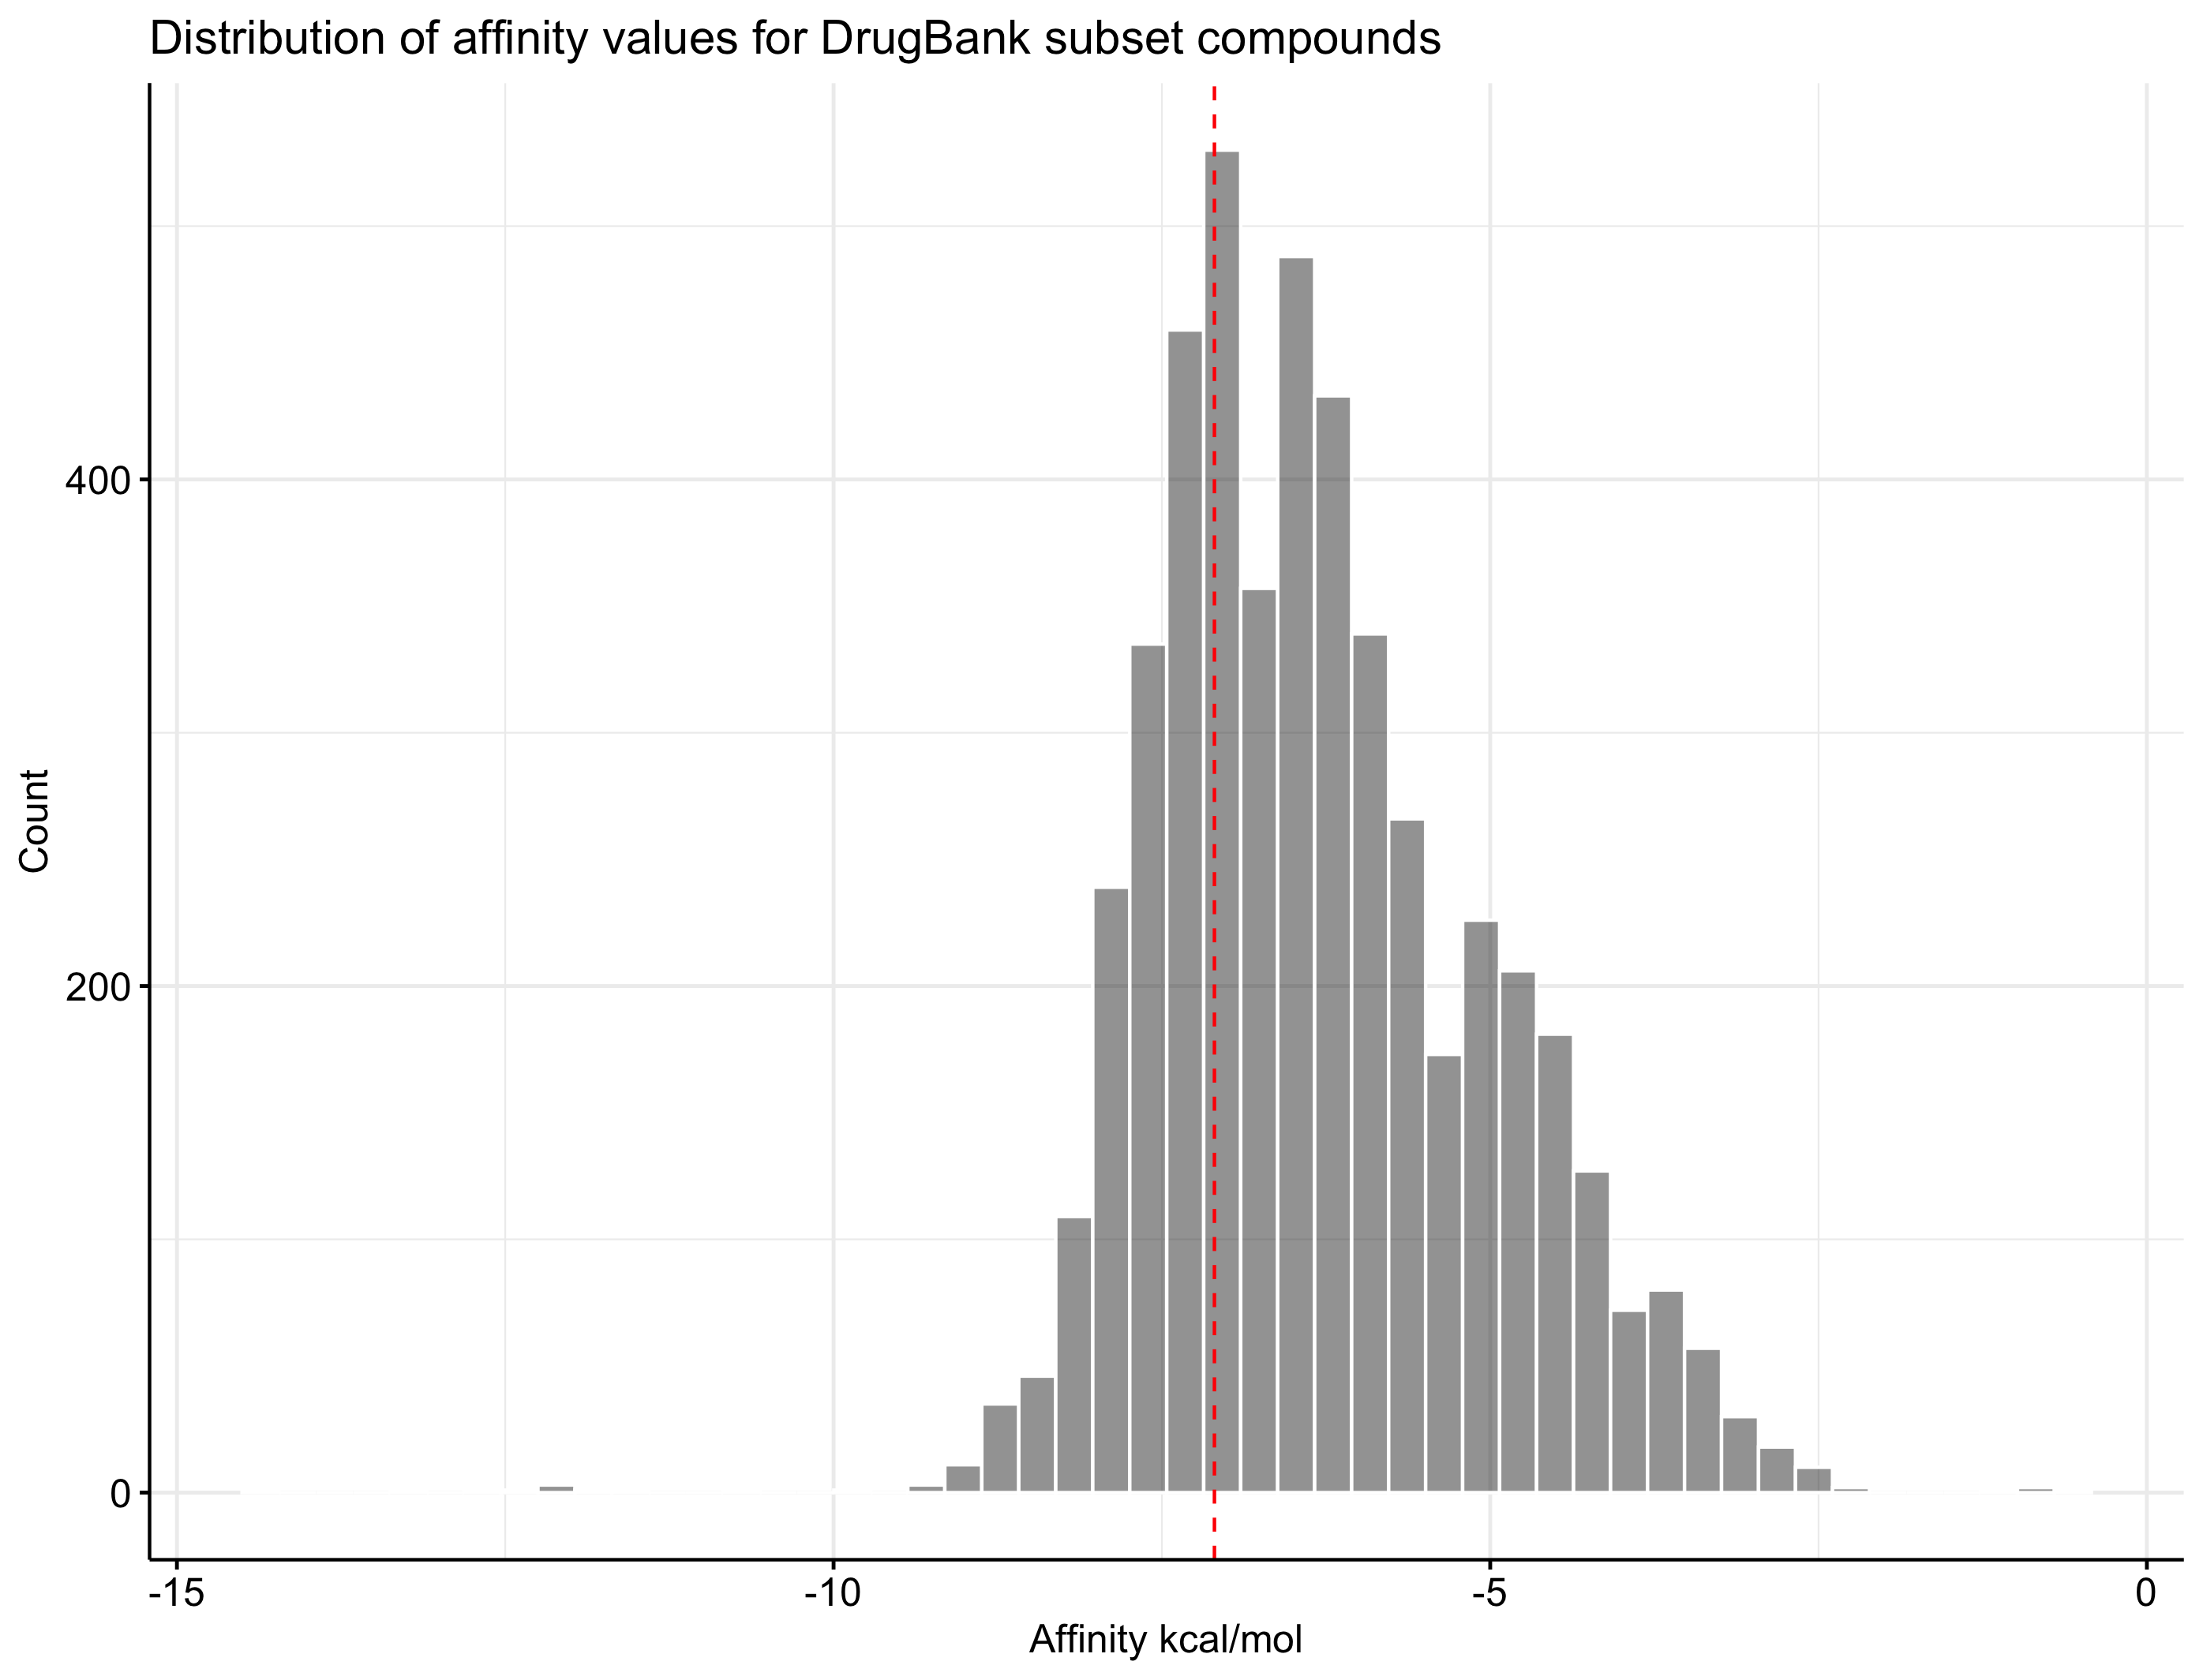 Distribution of affinity values for DrugBank subset compounds
400
200
0
Count
-15 -10 -5 0
Affinity kcal/mol